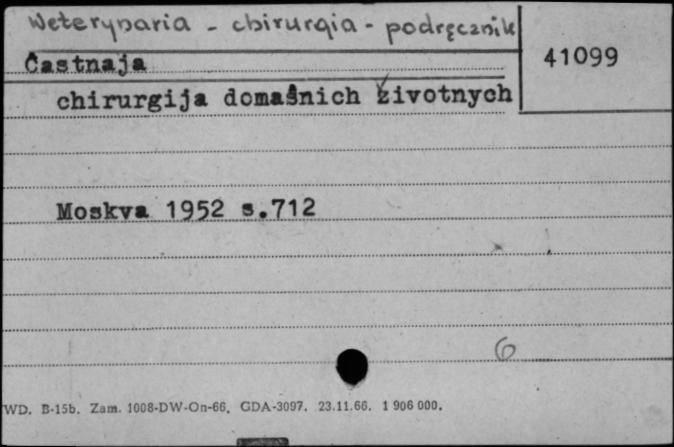 Weterynaria - chirurgia - podręcznik
41099
Častnaja
chirurgija domašnich životnych
Moskva 1952 s.712
6
WD. B-15b. Zam. 1008-DW-On-66. GDA-3097. 23.11.66. 1 906 000.